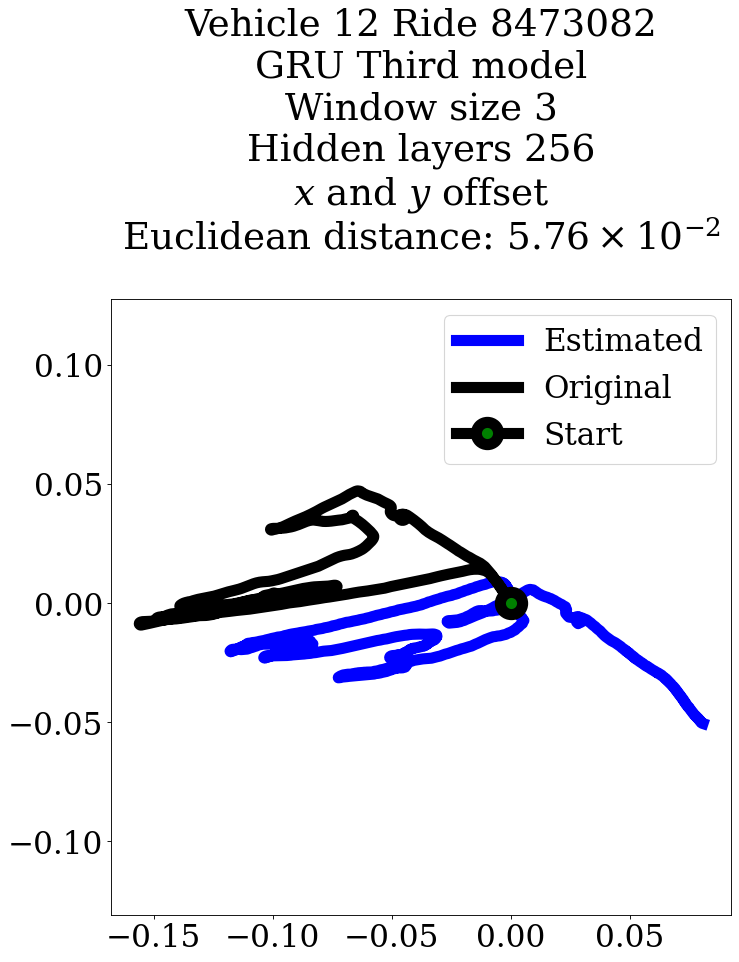 Vehicle 12 Ride 8473082
GRU Third model
Window size 3
Hidden layers 256
x and y offset
Euclidean distance: 5.76 × 10⁻²
Estimated
Original
Start
0.10
0.05
0.00
−0.05
−0.10
−0.15 −0.10 −0.05 0.00 0.05